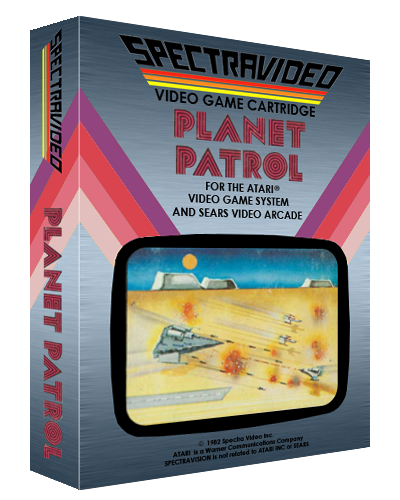 SPECTRAVIDEO
PLANET PATROL
SPECTRAVIDEO
VIDEO GAME CARTRIDGE
PLANET
PATROL
FOR THE ATARI®
VIDEO GAME SYSTEM
AND SEARS VIDEO ARCADE
© 1982 Spectra Video Inc.
ATARI is a Warner Communications Company
SPECTRAVISION is not related to ATARI INC or SEARS